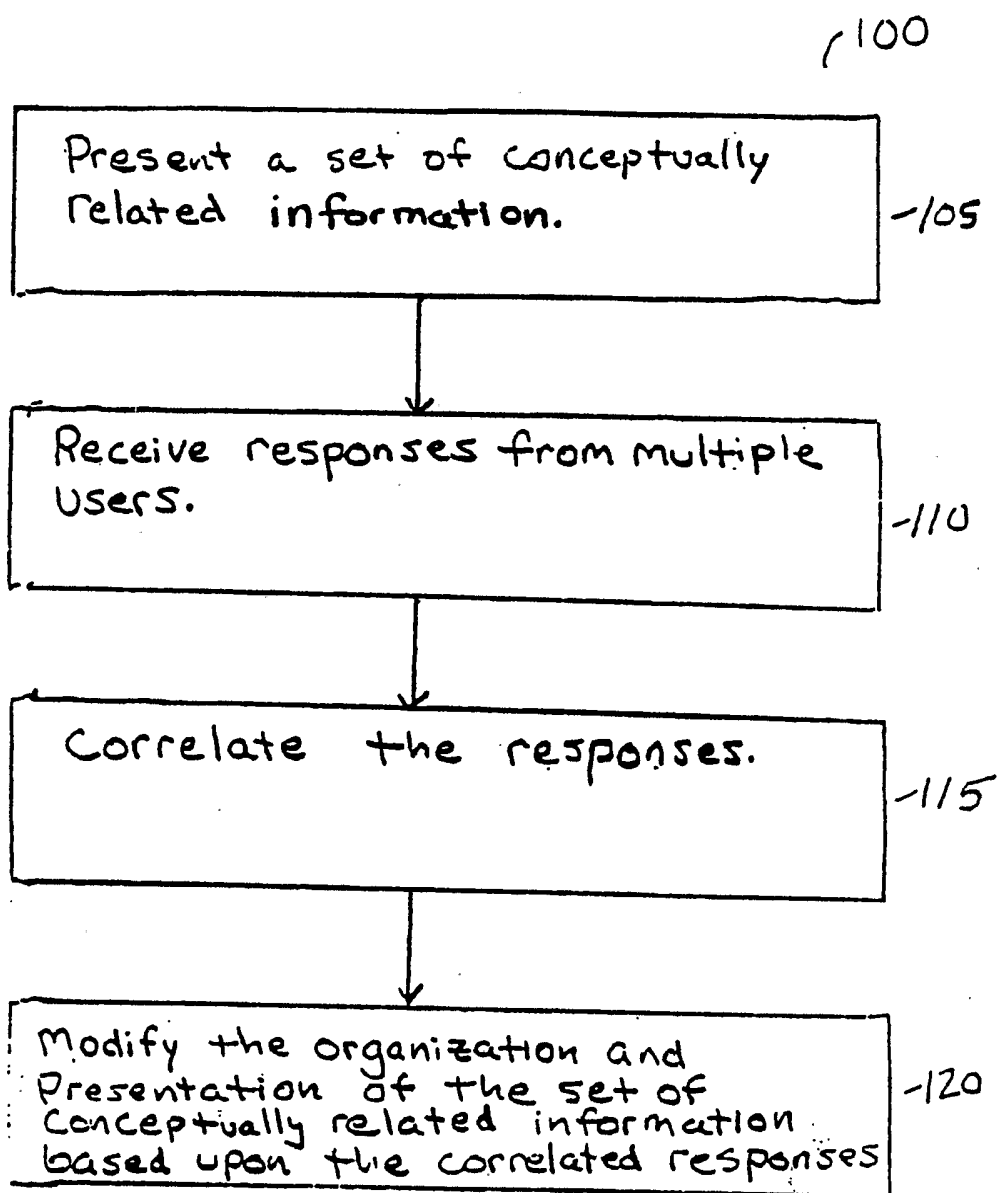 100
Present a set of conceptually
related information.
105
Receive responses from multiple
users.
110
Correlate the responses.
115
Modify the organization and
Presentation of the set of
conceptually related information
based upon the correlated responses
120